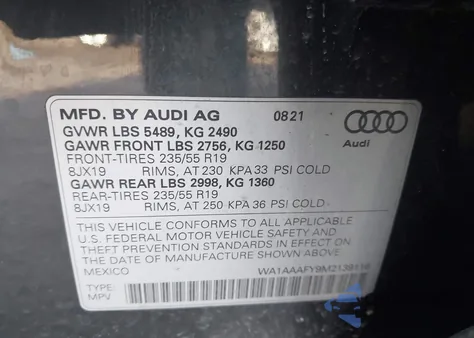 MFD. BY AUDI AG 08 21
GVWR LBS 5489, KG 2490
GAWR FRONT LBS 2756, KG 1250
FRONT-TIRES 235/55 R19
8JX19 RIMS, AT 230 KPA 33 PSI COLD
GAWR REAR LBS 2998, KG 1360
REAR-TIRES 235/55 R19
8JX19 RIMS, AT 250 KPA 36 PSI COLD
Audi
THIS VEHICLE CONFORMS TO ALL APPLICABLE
U.S. FEDERAL MOTOR VEHICLE SAFETY AND
THEFT PREVENTION STANDARDS IN EFFECT ON
THE DATE OF MANUFACTURE SHOWN ABOVE.
MEXICO
TYPE:
MPV